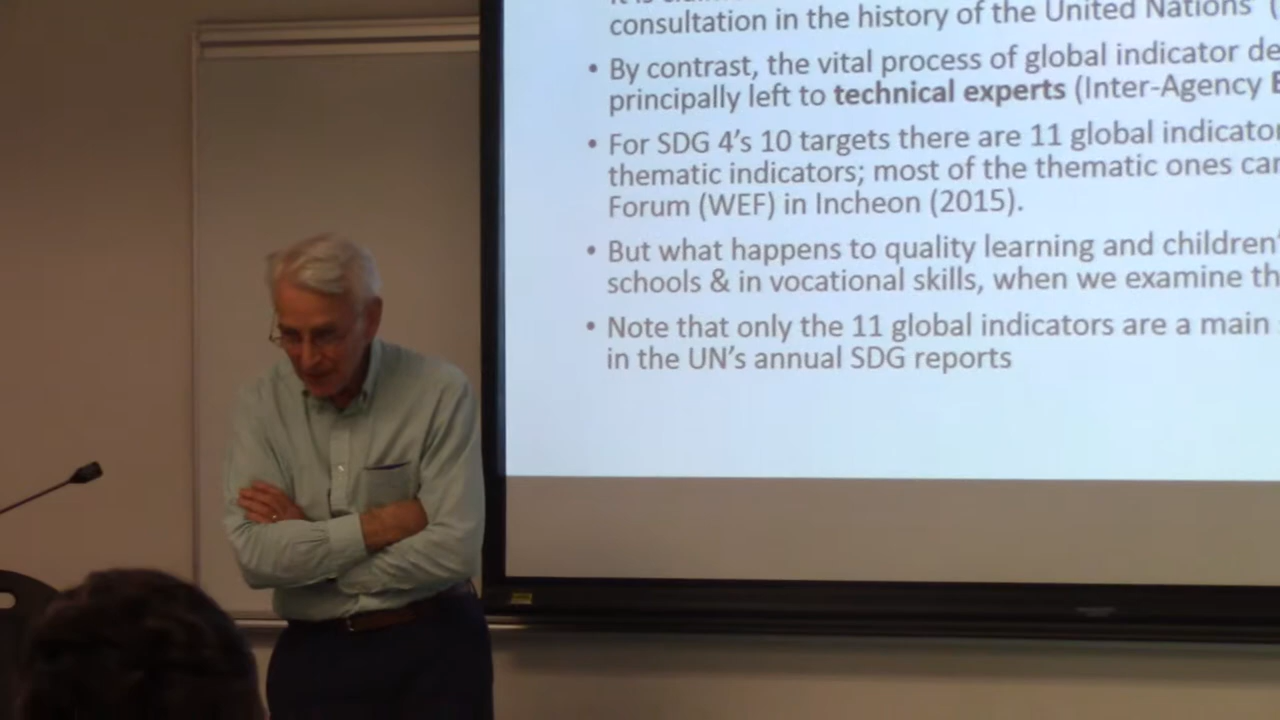 consultation in the history of the United Nations' (
• By contrast, the vital process of global indicator de
principally left to technical experts (Inter-Agency E
• For SDG 4's 10 targets there are 11 global indicato
thematic indicators; most of the thematic ones ca
Forum (WEF) in Incheon (2015).
• But what happens to quality learning and children'
schools & in vocational skills, when we examine th
• Note that only the 11 global indicators are a main
in the UN's annual SDG reports